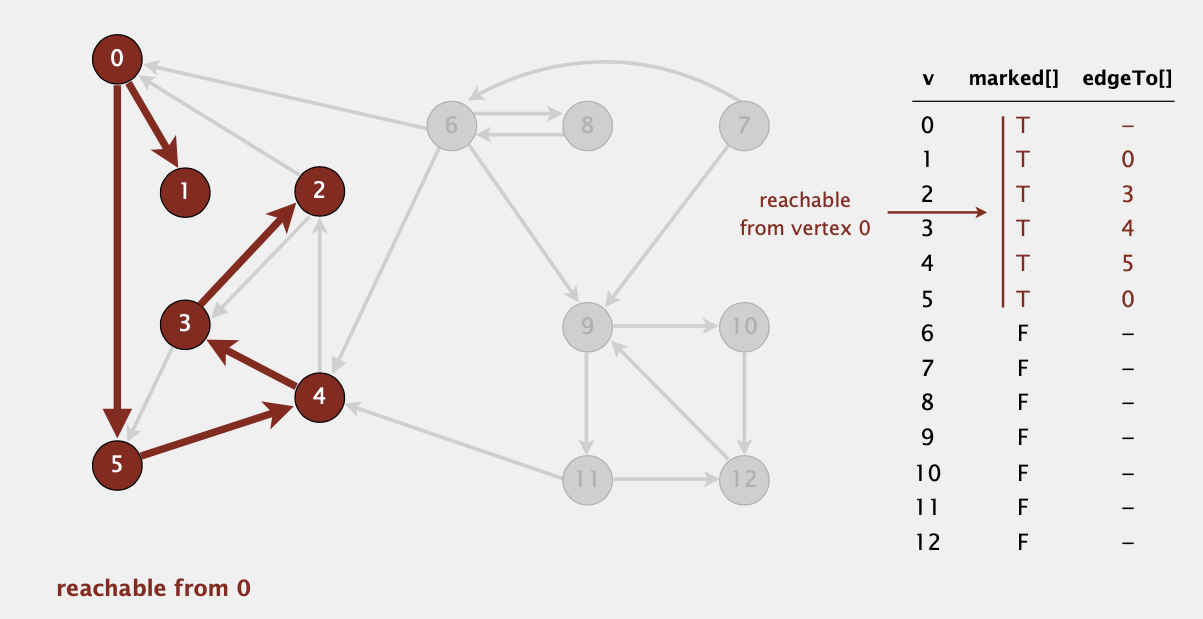 0
6
8
7
1
2
3
9
10
4
5
11
12
reachable from 0
reachable
from vertex 0
v marked[] edgeTo[]
0 T –
1 T 0
2 T 3
3 T 4
4 T 5
5 T 0
6 F –
7 F –
8 F –
9 F –
10 F –
11 F –
12 F –